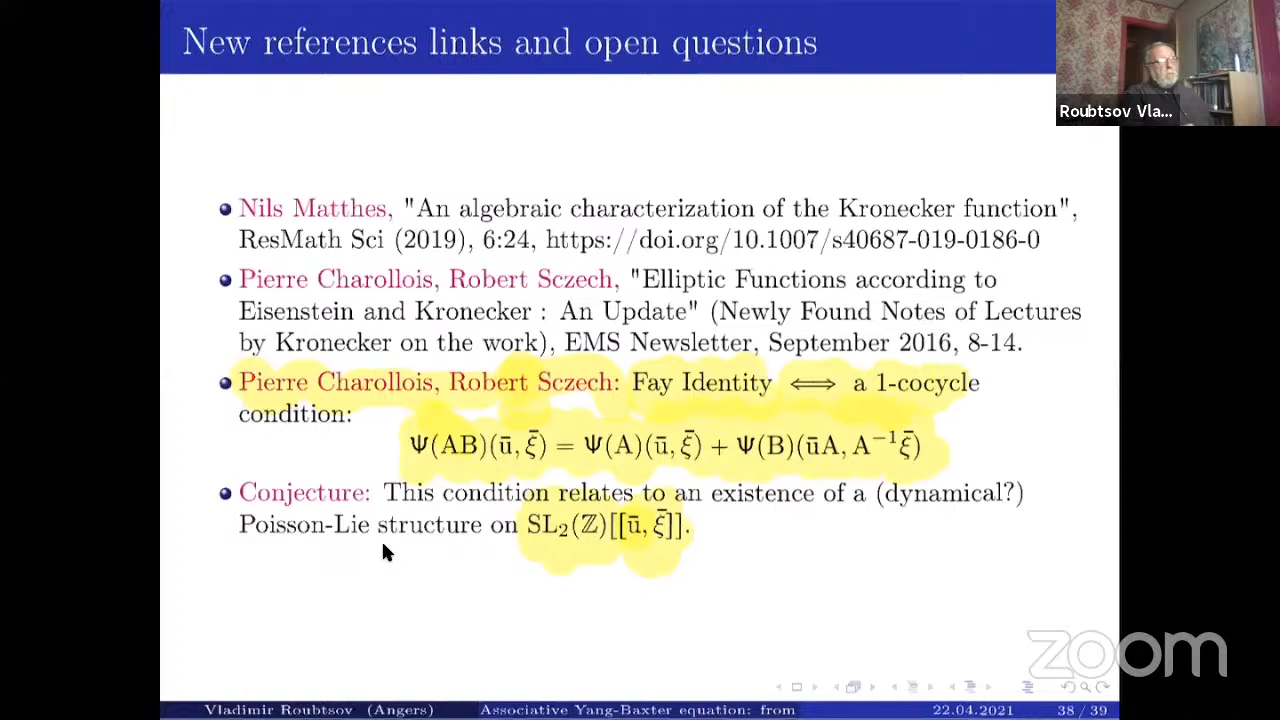 New references links and open questions
Roubtsov Vla...
Nils Matthes, "An algebraic characterization of the Kronecker function",
ResMath Sci (2019), 6:24, https://doi.org/10.1007/s40687-019-0186-0
Pierre Charollois, Robert Sczech, "Elliptic Functions according to
Eisenstein and Kronecker : An Update" (Newly Found Notes of Lectures
by Kronecker on the work), EMS Newsletter, September 2016, 8-14.
Pierre Charollois, Robert Sczech: Fay Identity ⟺ a 1-cocycle
condition:
Ψ(AB)(ū, ξ̄) = Ψ(A)(ū, ξ̄) + Ψ(B)(ūA, A⁻¹ξ̄)
Conjecture: This condition relates to an existence of a (dynamical?)
Poisson-Lie structure on SL₂(ℤ)[[ū, ξ̄]].
zoom
Vladimir Roubtsov (Angers) Associative Yang-Baxter equation: from 22.04.2021 38 / 39